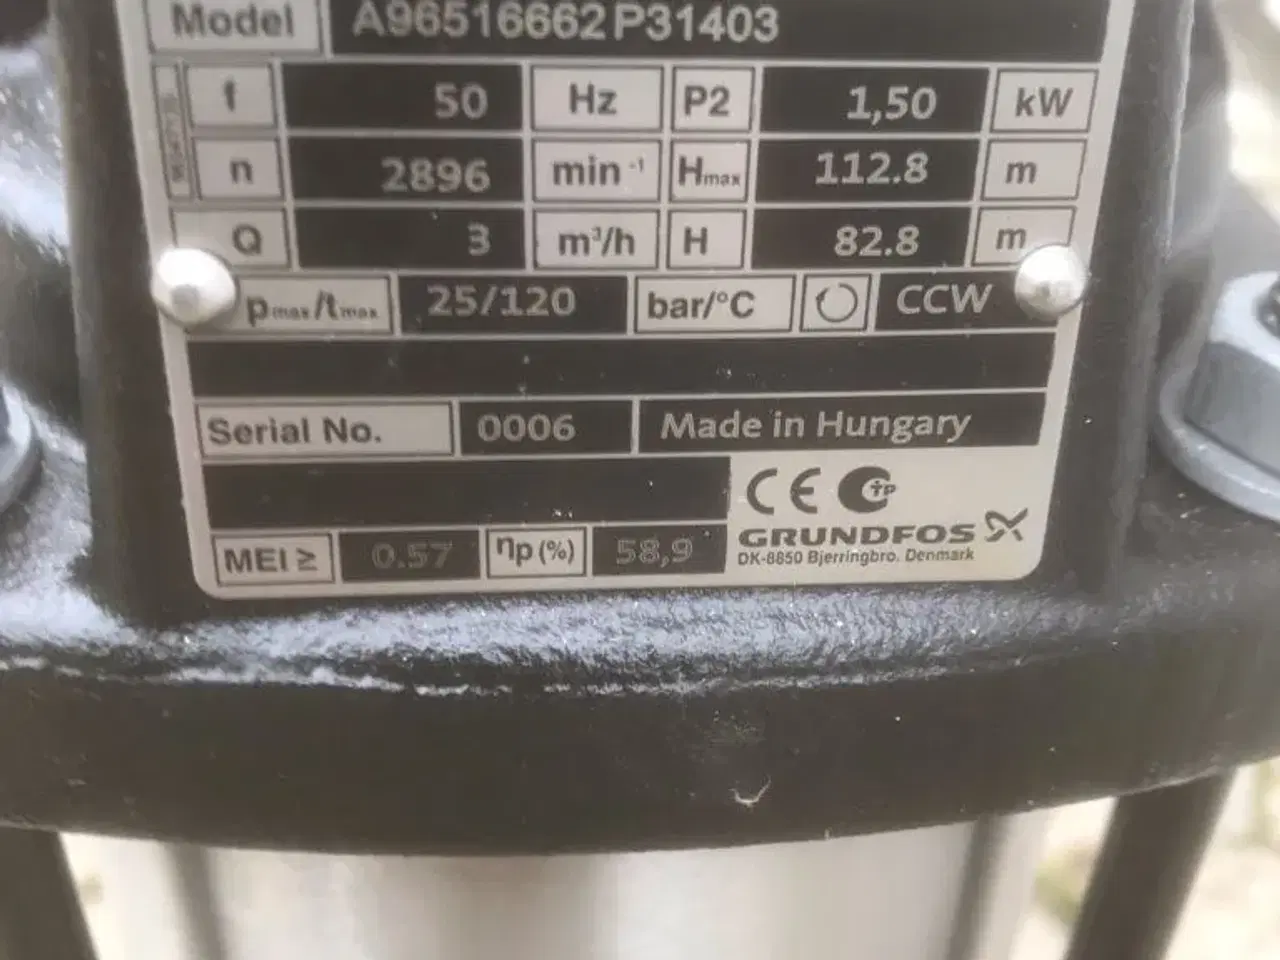 Model A96516662P31403
f 50 Hz P2 1,50 kW
n 2896 min⁻¹ Hmax 112.8 m
Q 3 m³/h H 82.8 m
pmax/tmax 25/120 bar/°C CCW
Serial No. 0006 Made in Hungary
CE
GRUNDFOS
DK-8850 Bjerringbro. Denmark
MEI ≥ 0.57 ηp (%) 58,9